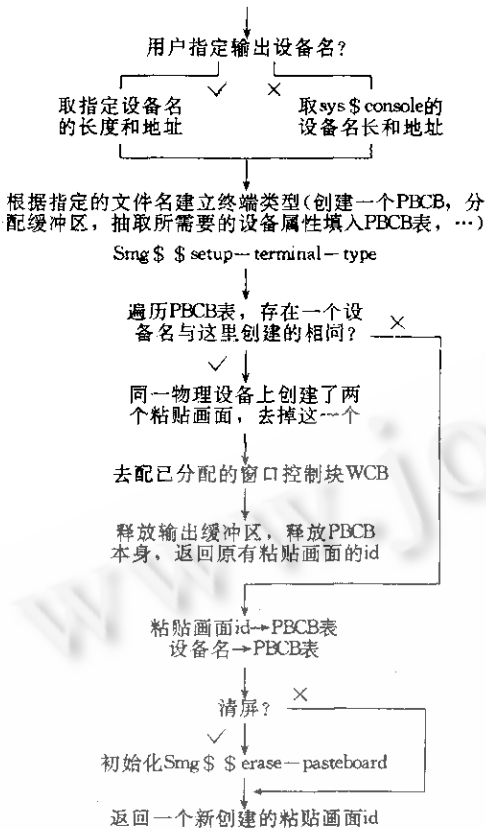 用户指定输出设备名?
✓ ×
取指定设备名 取sys $ console的
的长度和地址 设备名长和地址
根据指定的文件名建立终端类型(创建一个PBCB,分
配缓冲区,抽取所需要的设备属性填入PBCB表,…)
Smg $ $ setup-terminal-type
遍历PBCB表,存在一个设
备名与这里创建的相同? ×
✓
同一物理设备上创建了两
个粘贴画面,去掉这一个
去配已分配的窗口控制块WCB
释放输出缓冲区,释放PBCB
本身,返回原有粘贴画面的id
粘贴画面id→PBCB表
设备名→PBCB表
清屏? ×
✓
初始化Smg $ $ erase-pasteboard
返回一个新创建的粘贴画面id